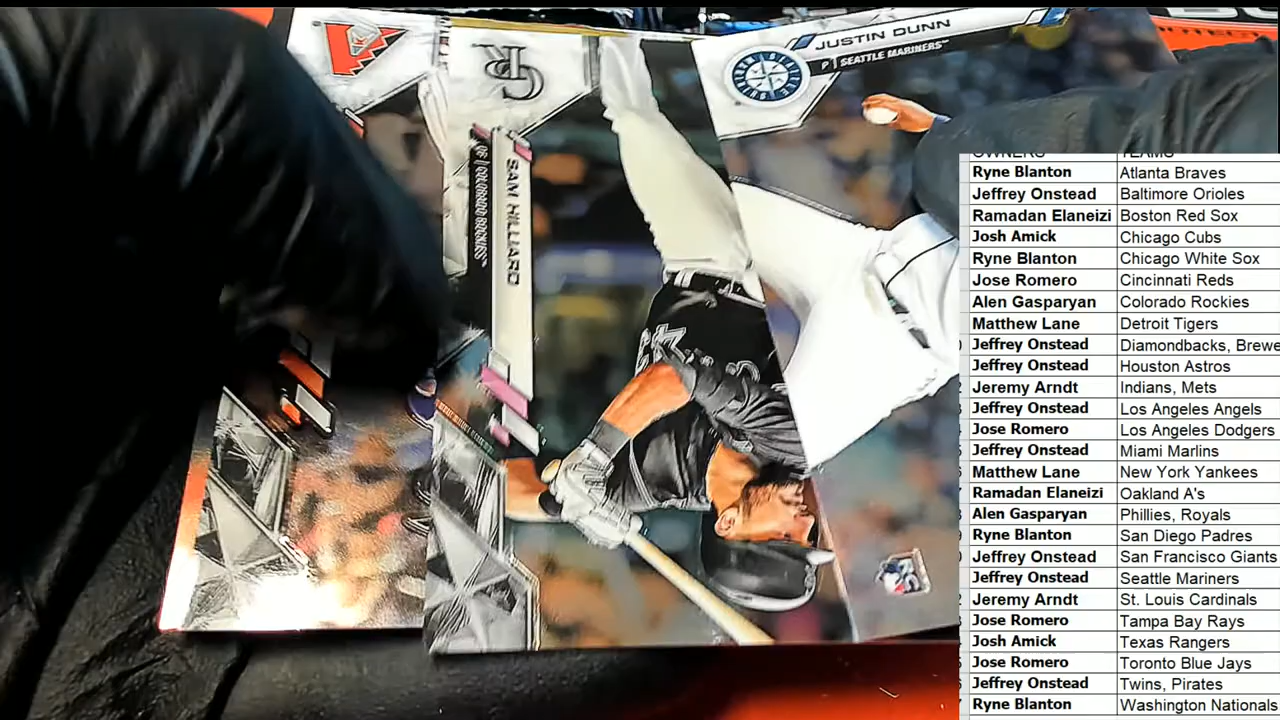 JUSTIN DUNN
P | SEATTLE MARINERS™
CR
SAM HILLIARD
OF | COLORADO ROCKIES™
OWNERS TEAMS
Ryne Blanton Atlanta Braves
Jeffrey Onstead Baltimore Orioles
Ramadan Elaneizi Boston Red Sox
Josh Amick Chicago Cubs
Ryne Blanton Chicago White Sox
Jose Romero Cincinnati Reds
Alen Gasparyan Colorado Rockies
Matthew Lane Detroit Tigers
Jeffrey Onstead Diamondbacks, Brewe
Jeffrey Onstead Houston Astros
Jeremy Arndt Indians, Mets
Jeffrey Onstead Los Angeles Angels
Jose Romero Los Angeles Dodgers
Jeffrey Onstead Miami Marlins
Matthew Lane New York Yankees
Ramadan Elaneizi Oakland A's
Alen Gasparyan Phillies, Royals
Ryne Blanton San Diego Padres
Jeffrey Onstead San Francisco Giants
Jeffrey Onstead Seattle Mariners
Jeremy Arndt St. Louis Cardinals
Jose Romero Tampa Bay Rays
Josh Amick Texas Rangers
Jose Romero Toronto Blue Jays
Jeffrey Onstead Twins, Pirates
Ryne Blanton Washington Nationals